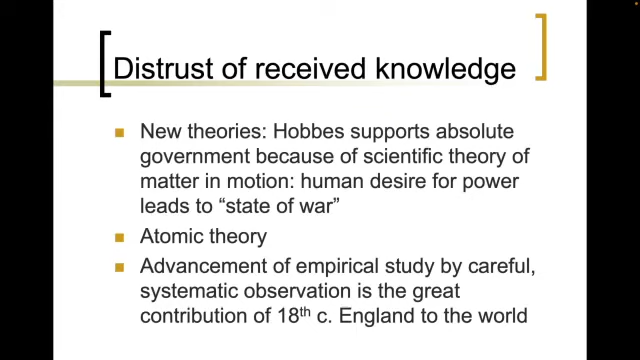 Distrust of received knowledge
New theories: Hobbes supports absolute
government because of scientific theory of
matter in motion: human desire for power
leads to “state of war”
Atomic theory
Advancement of empirical study by careful,
systematic observation is the great
contribution of 18th c. England to the world